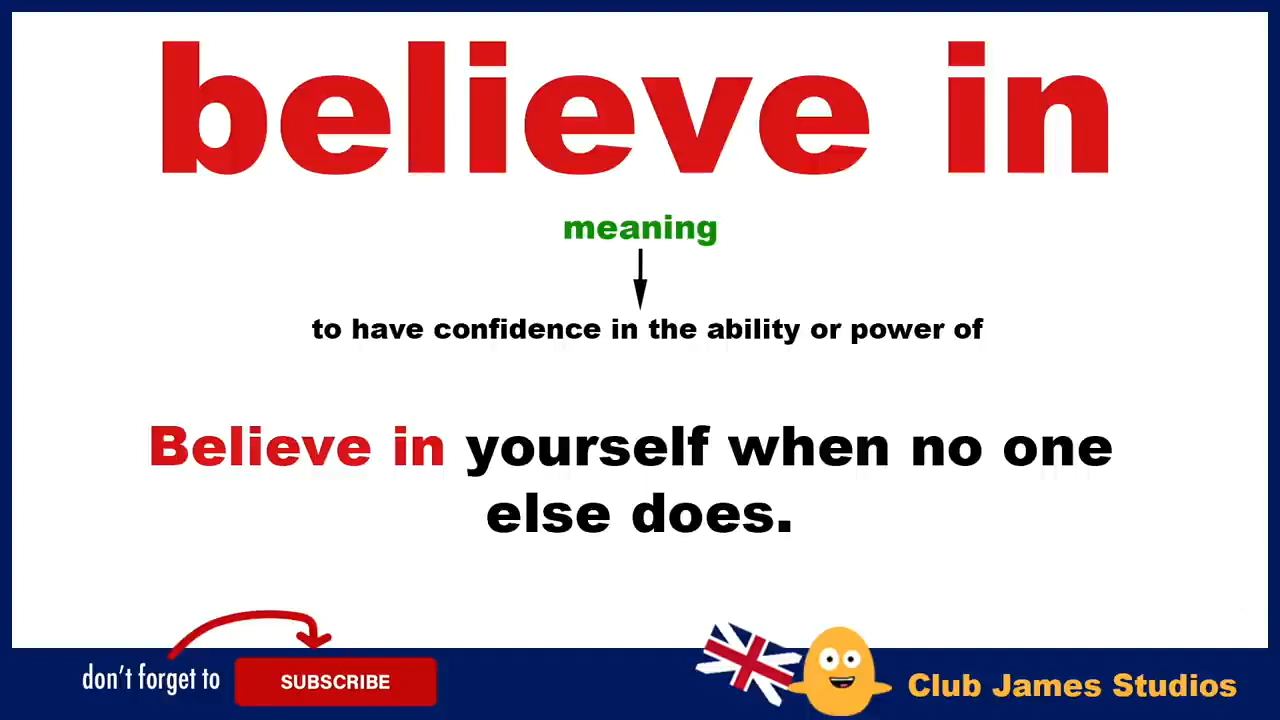 believe in
meaning
to have confidence in the ability or power of
Believe in yourself when no one
else does.
don't forget to
SUBSCRIBE
Club James Studios